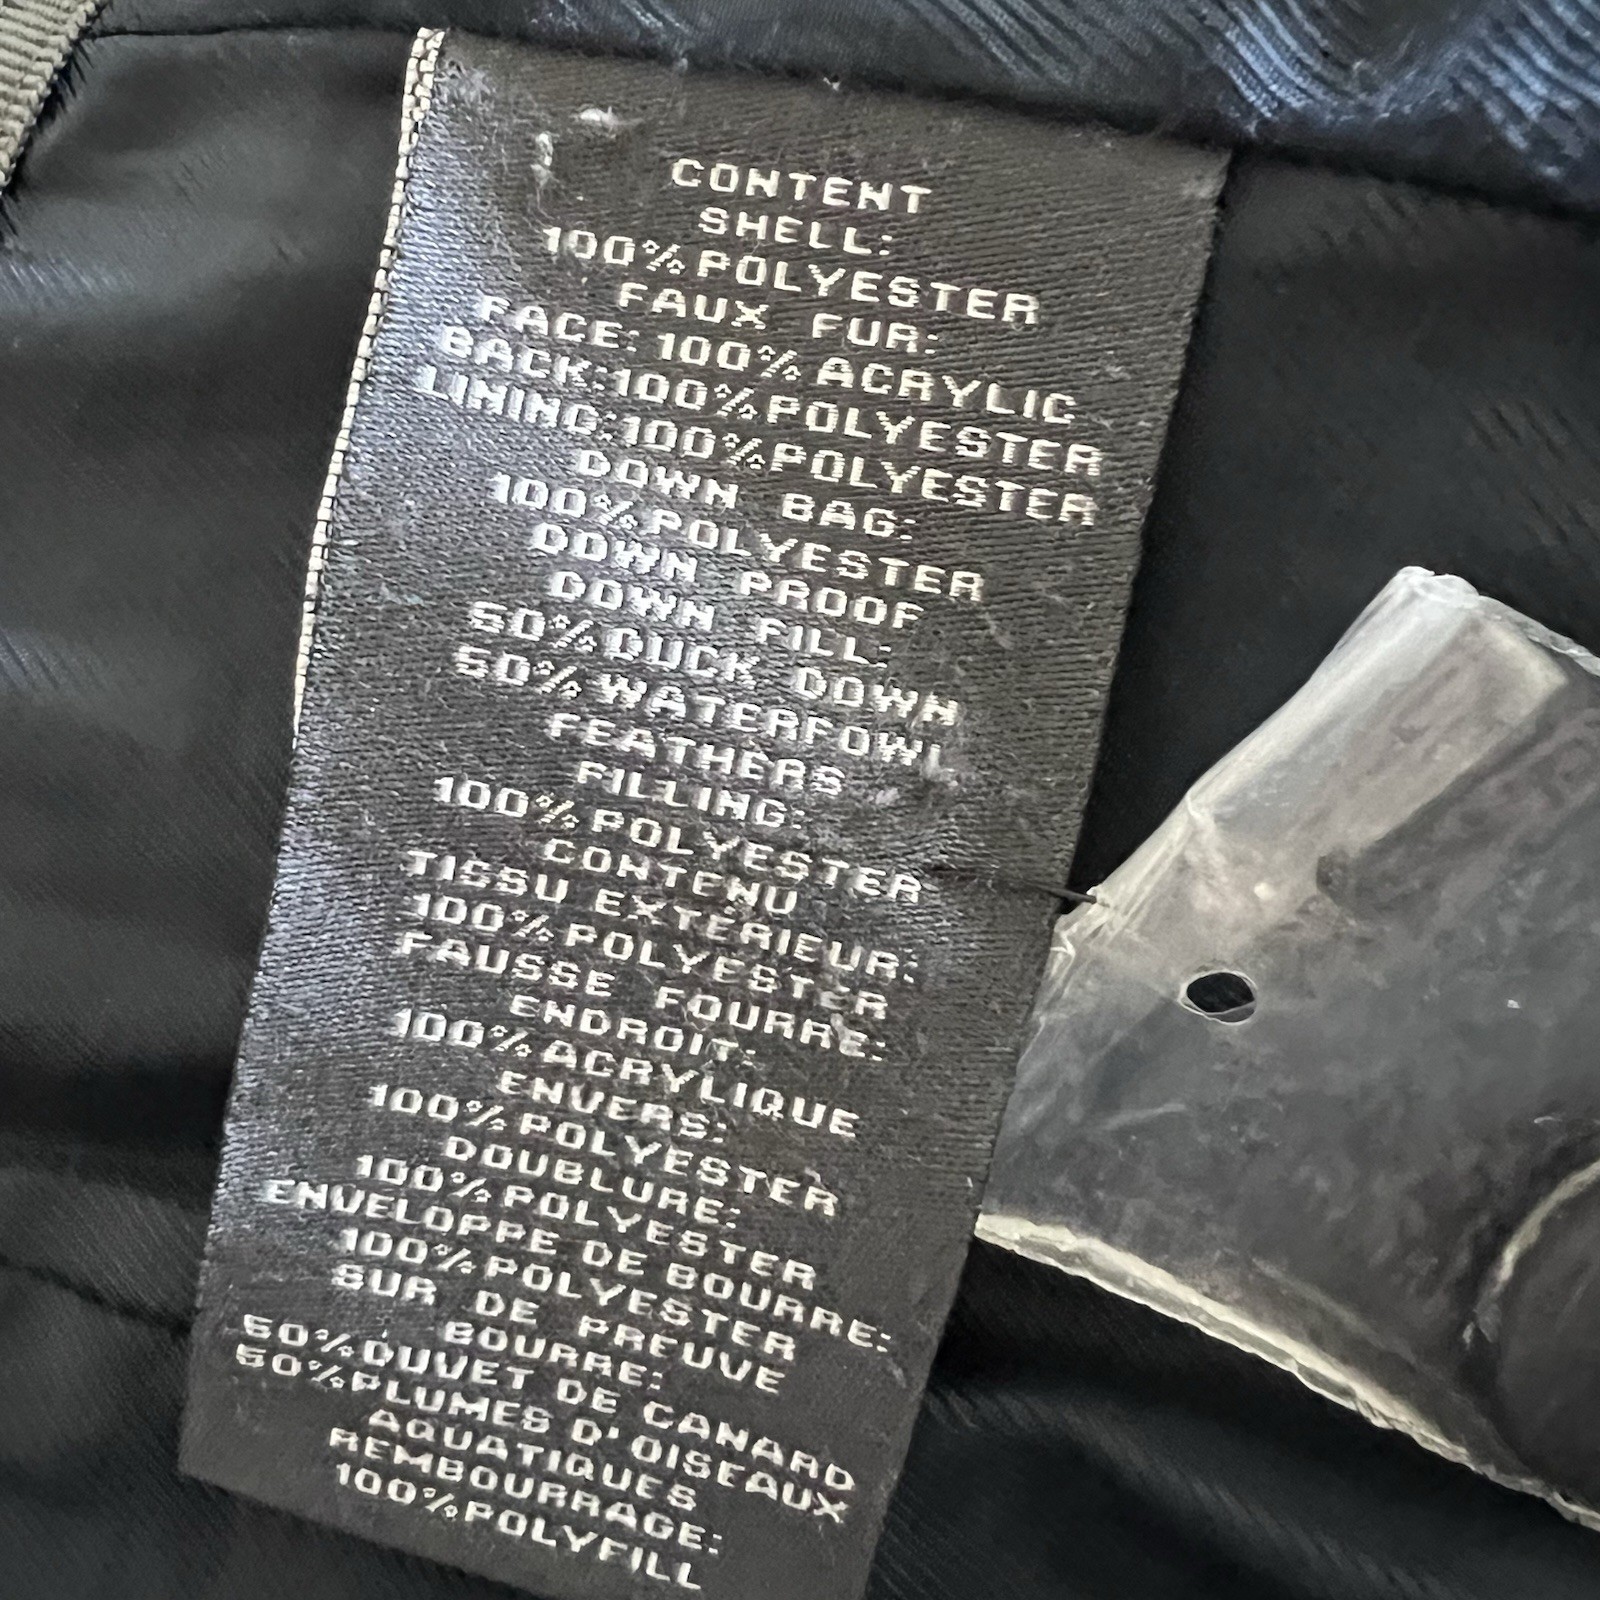 CONTENT
SHELL:
100%POLYESTER
FAUX FUR:
FACE:100%ACRYLIC
BACK:100%POLYESTER
LINING:100%POLYESTER
DOWN BAG:
100%POLYESTER
DOWN PROOF
DOWN FILL:
50%DUCK DOWN
50%WATERFOWL
FEATHERS
FILLING:
100%POLYESTER
CONTENU
TISSU EXTÉRIEUR:
100%POLYESTER
FAUSSE FOURRE:
ENDROIT:
100%ACRYLIQUE
ENVERS:
100%POLYESTER
DOUBLURE:
100%POLYESTER
ENVELOPPE DE BOURRE:
100%POLYESTER
SUR DE PREUVE
BOURRE:
50%DUVET DE CANARD
50%PLUMES D'OISEAUX
AQUATIQUES
REMBOURRAGE:
100%POLYFILL